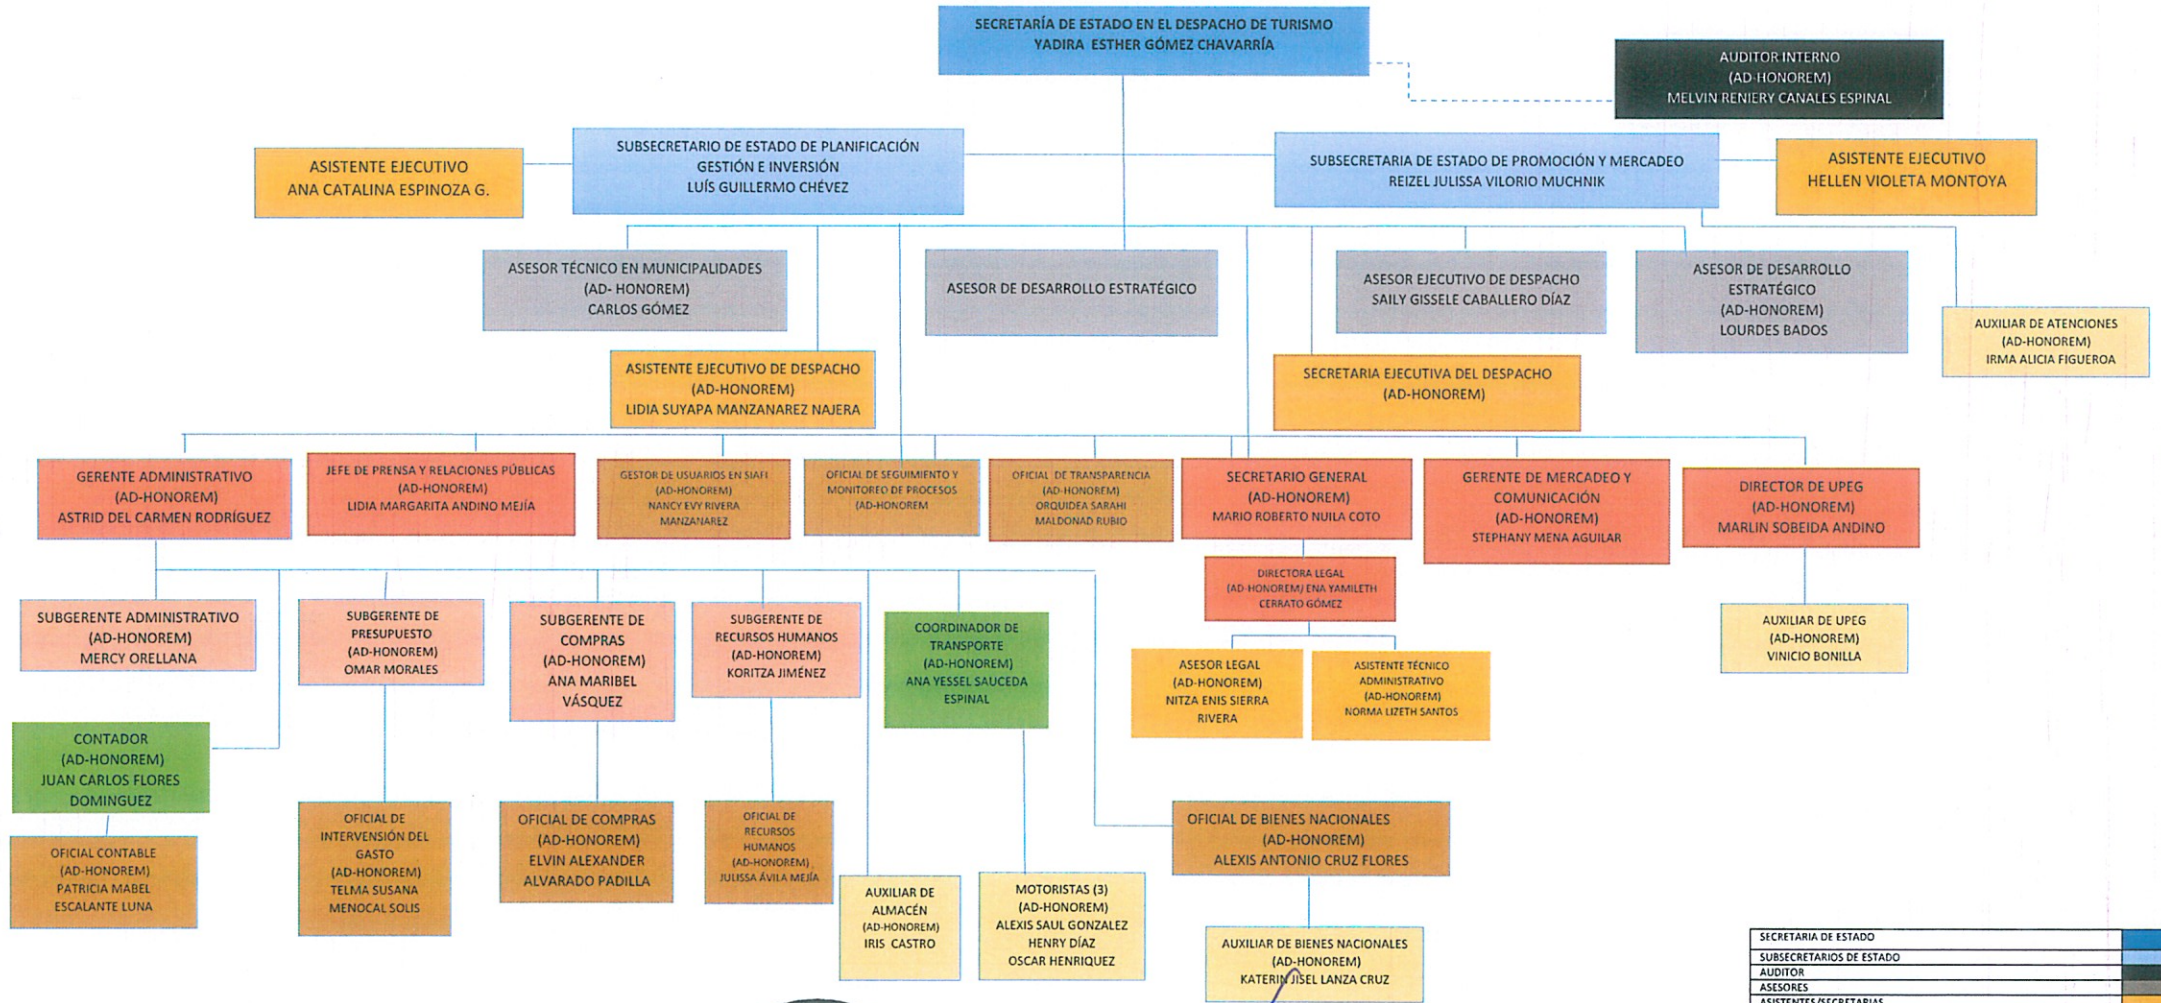 SECRETARÍA DE ESTADO EN EL DESPACHO DE TURISMO
YADIRA ESTHER GÓMEZ CHAVARRÍA
AUDITOR INTERNO
(AD-HONOREM)
MELVIN RENIERY CANALES ESPINAL
ASISTENTE EJECUTIVO
ANA CATALINA ESPINOZA G.
SUBSECRETARIO DE ESTADO DE PLANIFICACIÓN
GESTIÓN E INVERSIÓN
LUÍS GUILLERMO CHÉVEZ
SUBSECRETARIA DE ESTADO DE PROMOCIÓN Y MERCADEO
REIZEL JULISSA VILORIO MUCHNIK
ASISTENTE EJECUTIVO
HELLEN VIOLETA MONTOYA
ASESOR TÉCNICO EN MUNICIPALIDADES
(AD- HONOREM)
CARLOS GÓMEZ
ASESOR DE DESARROLLO ESTRATÉGICO
ASESOR EJECUTIVO DE DESPACHO
SAILY GISSELE CABALLERO DÍAZ
ASESOR DE DESARROLLO
ESTRATÉGICO
(AD-HONOREM)
LOURDES BADOS
AUXILIAR DE ATENCIONES
(AD-HONOREM)
IRMA ALICIA FIGUEROA
ASISTENTE EJECUTIVO DE DESPACHO
(AD-HONOREM)
LIDIA SUYAPA MANZANAREZ NAJERA
SECRETARIA EJECUTIVA DEL DESPACHO
(AD-HONOREM)
GERENTE ADMINISTRATIVO
(AD-HONOREM)
ASTRID DEL CARMEN RODRÍGUEZ
JEFE DE PRENSA Y RELACIONES PÚBLICAS
(AD-HONOREM)
LIDIA MARGARITA ANDINO MEJÍA
GESTOR DE USUARIOS EN SIAFI
(AD-HONOREM)
NANCY EVY RIVERA
MANZANAREZ
OFICIAL DE SEGUIMIENTO Y
MONITOREO DE PROCESOS
(AD-HONOREM
OFICIAL DE TRANSPARENCIA
(AD-HONOREM)
ORQUIDEA SARAHI
MALDONAD RUBIO
SECRETARIO GENERAL
(AD-HONOREM)
MARIO ROBERTO NUILA COTO
GERENTE DE MERCADEO Y
COMUNICACIÓN
(AD-HONOREM)
STEPHANY MENA AGUILAR
DIRECTOR DE UPEG
(AD-HONOREM)
MARLIN SOBEIDA ANDINO
DIRECTORA LEGAL
(AD-HONOREM) ENA YAMILETH
CERRATO GÓMEZ
SUBGERENTE ADMINISTRATIVO
(AD-HONOREM)
MERCY ORELLANA
SUBGERENTE DE
PRESUPUESTO
(AD-HONOREM)
OMAR MORALES
SUBGERENTE DE
COMPRAS
(AD-HONOREM)
ANA MARIBEL
VÁSQUEZ
SUBGERENTE DE
RECURSOS HUMANOS
(AD-HONOREM)
KORITZA JIMÉNEZ
COORDINADOR DE
TRANSPORTE
(AD-HONOREM)
ANA YESSEL SAUCEDA
ESPINAL
ASESOR LEGAL
(AD-HONOREM)
NITZA ENIS SIERRA
RIVERA
ASISTENTE TÉCNICO
ADMINISTRATIVO
(AD-HONOREM)
NORMA LIZETH SANTOS
AUXILIAR DE UPEG
(AD-HONOREM)
VINICIO BONILLA
CONTADOR
(AD-HONOREM)
JUAN CARLOS FLORES
DOMINGUEZ
OFICIAL CONTABLE
(AD-HONOREM)
PATRICIA MABEL
ESCALANTE LUNA
OFICIAL DE
INTERVENSIÓN DEL
GASTO
(AD-HONOREM)
TELMA SUSANA
MENOCAL SOLIS
OFICIAL DE COMPRAS
(AD-HONOREM)
ELVIN ALEXANDER
ALVARADO PADILLA
OFICIAL DE
RECURSOS
HUMANOS
(AD-HONOREM)
JULISSA ÁVILA MEJÍA
AUXILIAR DE
ALMACÉN
(AD-HONOREM)
IRIS CASTRO
MOTORISTAS (3)
(AD-HONOREM)
ALEXIS SAUL GONZALEZ
HENRY DÍAZ
OSCAR HENRIQUEZ
OFICIAL DE BIENES NACIONALES
(AD-HONOREM)
ALEXIS ANTONIO CRUZ FLORES
AUXILIAR DE BIENES NACIONALES
(AD-HONOREM)
KATERIN JISEL LANZA CRUZ
SECRETARIA DE ESTADO
SUBSECRETARIOS DE ESTADO
AUDITOR
ASESORES
ASISTENTES/SECRETARIAS